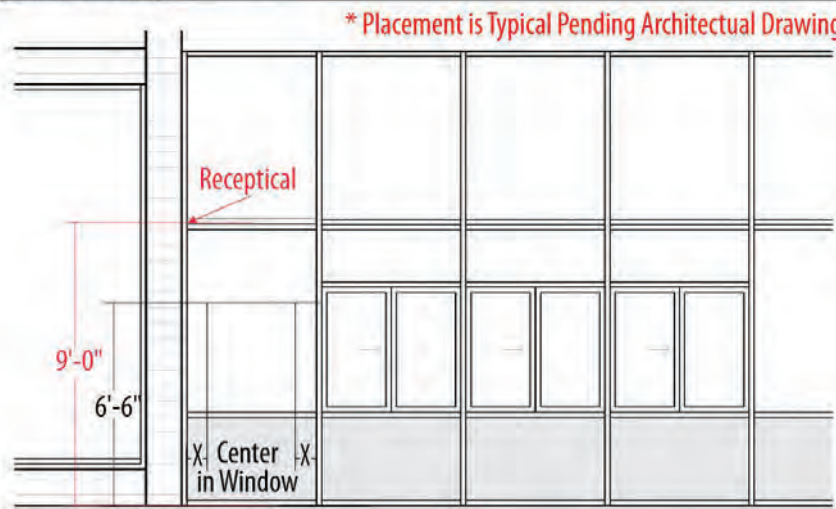 * Placement is Typical Pending Architectual Drawing
Receptical
9'-0"
6'-6"
X Center X
in Window